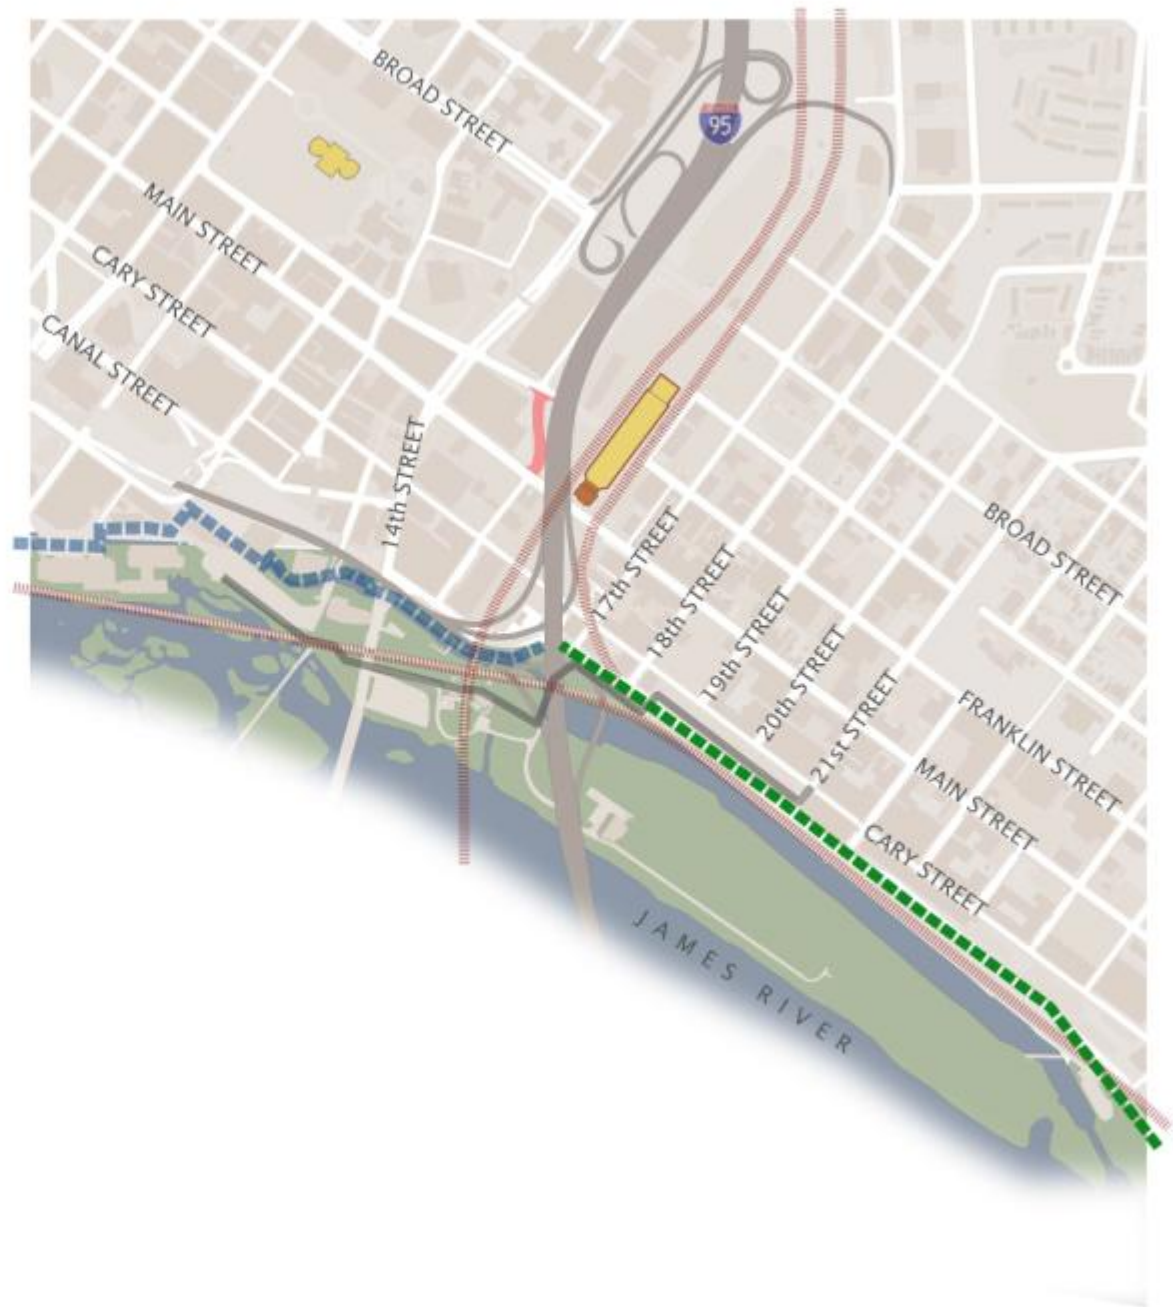 BROAD STREET
95
MAIN STREET
CARY STREET
CANAL STREET
14th STREET
17th STREET
18th STREET
19th STREET
20th STREET
21st STREET
BROAD STREET
FRANKLIN STREET
MAIN STREET
CARY STREET
JAMES RIVER